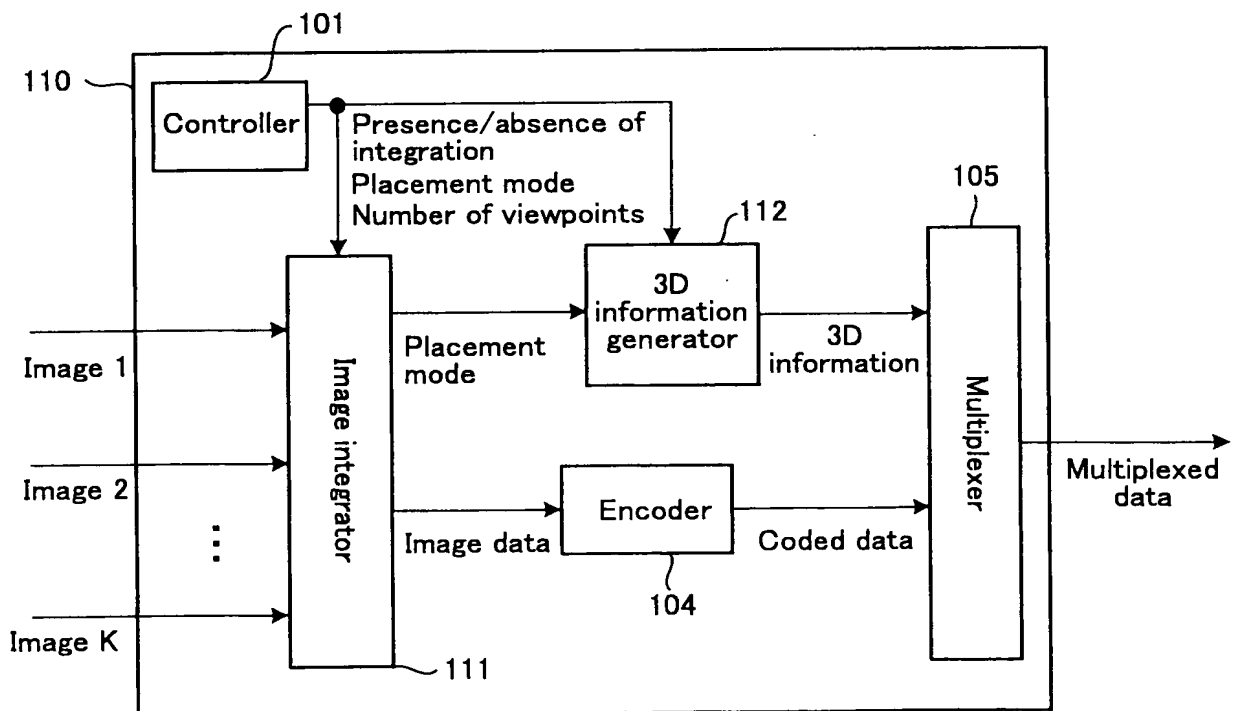 101
110
Controller
Presence/absence of
integration
Placement mode
Number of viewpoints
105
112
3D
information
generator
Image 1
Placement
mode
3D
information
Image integrator
Multiplexer
Image 2
Encoder
Multiplexed
data
Image data
Coded data
104
Image K
111